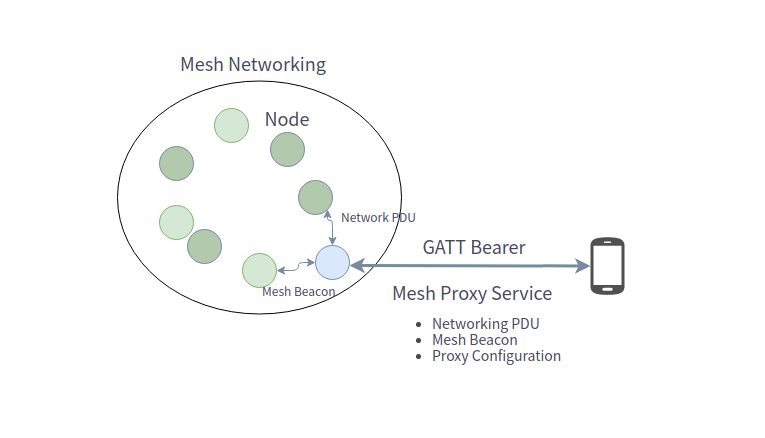 Mesh Networking
Node
Network PDU
GATT Bearer
Mesh Beacon
Mesh Proxy Service
Networking PDU
Mesh Beacon
Proxy Configuration